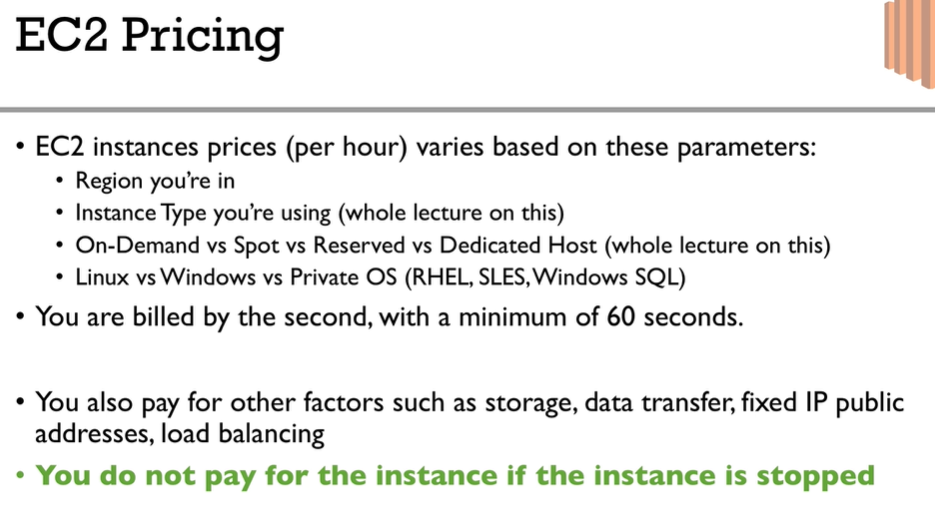 EC2 Pricing
• EC2 instances prices (per hour) varies based on these parameters:
• Region you're in
• Instance Type you're using (whole lecture on this)
• On-Demand vs Spot vs Reserved vs Dedicated Host (whole lecture on this)
• Linux vs Windows vs Private OS (RHEL, SLES, Windows SQL)
• You are billed by the second, with a minimum of 60 seconds.
• You also pay for other factors such as storage, data transfer, fixed IP public
addresses, load balancing
• You do not pay for the instance if the instance is stopped